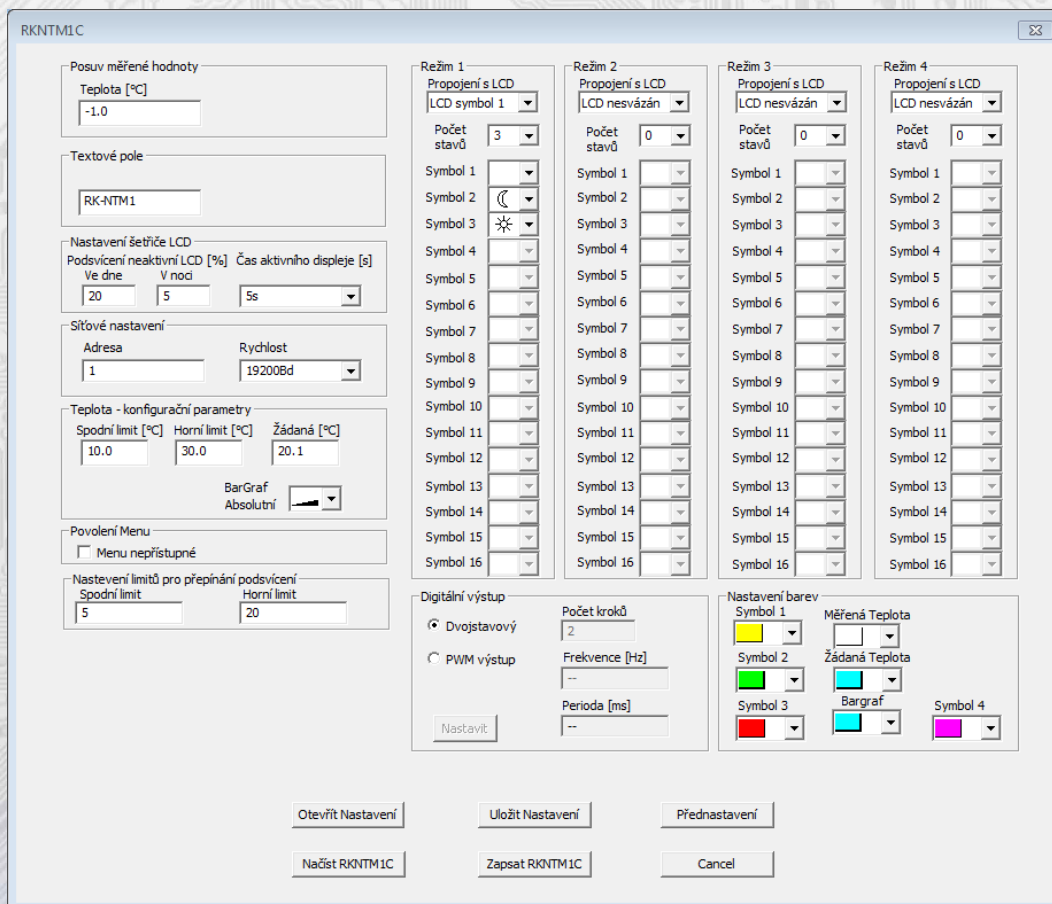 RKNTM1C
Posuv měřené hodnoty
Teplota [°C]
-1.0
Textové pole
RK-NTM1
Nastavení šetřiče LCD
Podsvícení neaktivní LCD [%] Čas aktivního displeje [s]
Ve dne V noci
20 5 5s
Síťové nastavení
Adresa Rychlost
1 19200Bd
Teplota - konfigurační parametry
Spodní limit [°C] Horní limit [°C] Žádaná [°C]
10.0 30.0 20.1
BarGraf
Absolutní
Povolení Menu
Menu nepřístupné
Nastevení limitů pro přepínání podsvícení
Spodní limit Horní limit
5 20
Režim 1
Propojení s LCD
LCD symbol 1
Počet
stavů
3
Symbol 1
Symbol 2
Symbol 3
Symbol 4
Symbol 5
Symbol 6
Symbol 7
Symbol 8
Symbol 9
Symbol 10
Symbol 11
Symbol 12
Symbol 13
Symbol 14
Symbol 15
Symbol 16
Režim 2
Propojení s LCD
LCD nesvázán
Počet
stavů
0
Symbol 1
Symbol 2
Symbol 3
Symbol 4
Symbol 5
Symbol 6
Symbol 7
Symbol 8
Symbol 9
Symbol 10
Symbol 11
Symbol 12
Symbol 13
Symbol 14
Symbol 15
Symbol 16
Režim 3
Propojení s LCD
LCD nesvázán
Počet
stavů
0
Symbol 1
Symbol 2
Symbol 3
Symbol 4
Symbol 5
Symbol 6
Symbol 7
Symbol 8
Symbol 9
Symbol 10
Symbol 11
Symbol 12
Symbol 13
Symbol 14
Symbol 15
Symbol 16
Režim 4
Propojení s LCD
LCD nesvázán
Počet
stavů
0
Symbol 1
Symbol 2
Symbol 3
Symbol 4
Symbol 5
Symbol 6
Symbol 7
Symbol 8
Symbol 9
Symbol 10
Symbol 11
Symbol 12
Symbol 13
Symbol 14
Symbol 15
Symbol 16
Digitální výstup
Dvojstavový
PWM výstup
Počet kroků
2
Frekvence [Hz]
--
Perioda [ms]
--
Nastavit
Nastavení barev
Symbol 1 Měřená Teplota
Symbol 2 Žádaná Teplota
Symbol 3 Bargraf Symbol 4
Otevřít Nastavení Uložit Nastavení Přednastavení
Načíst RKNTM1C Zapsat RKNTM1C Cancel